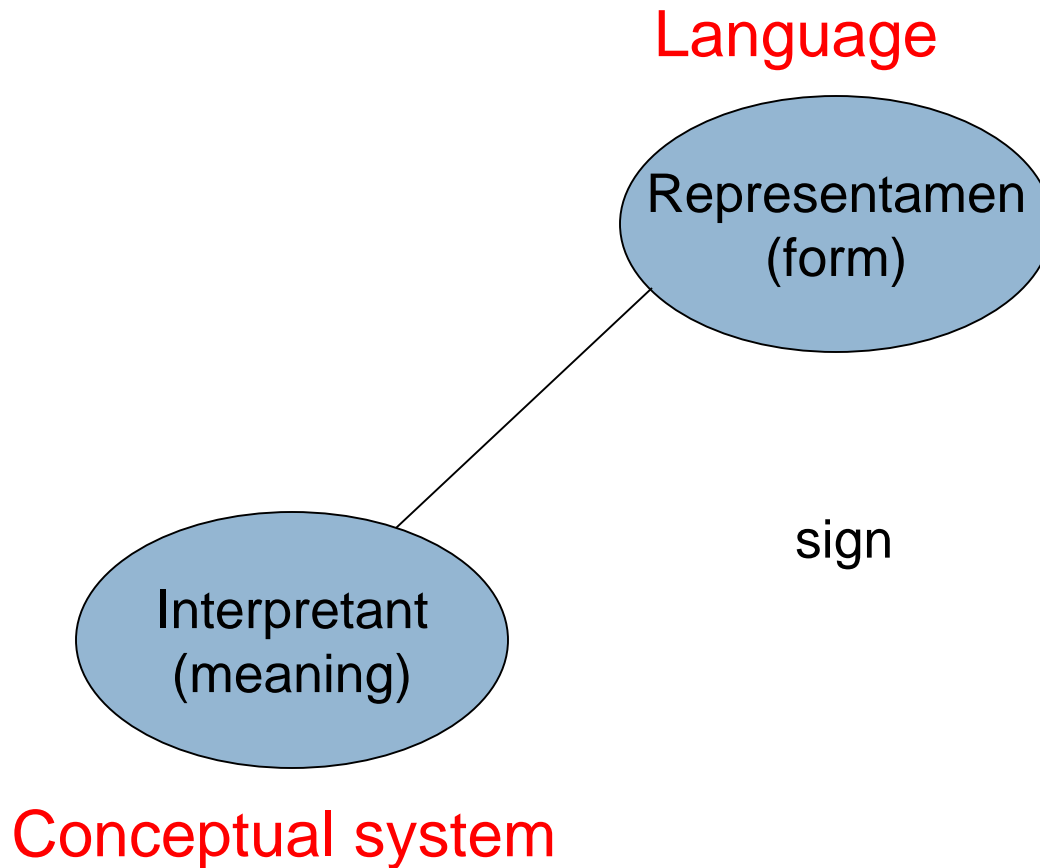 Language
Representamen
(form)
sign
Interpretant
(meaning)
Conceptual system